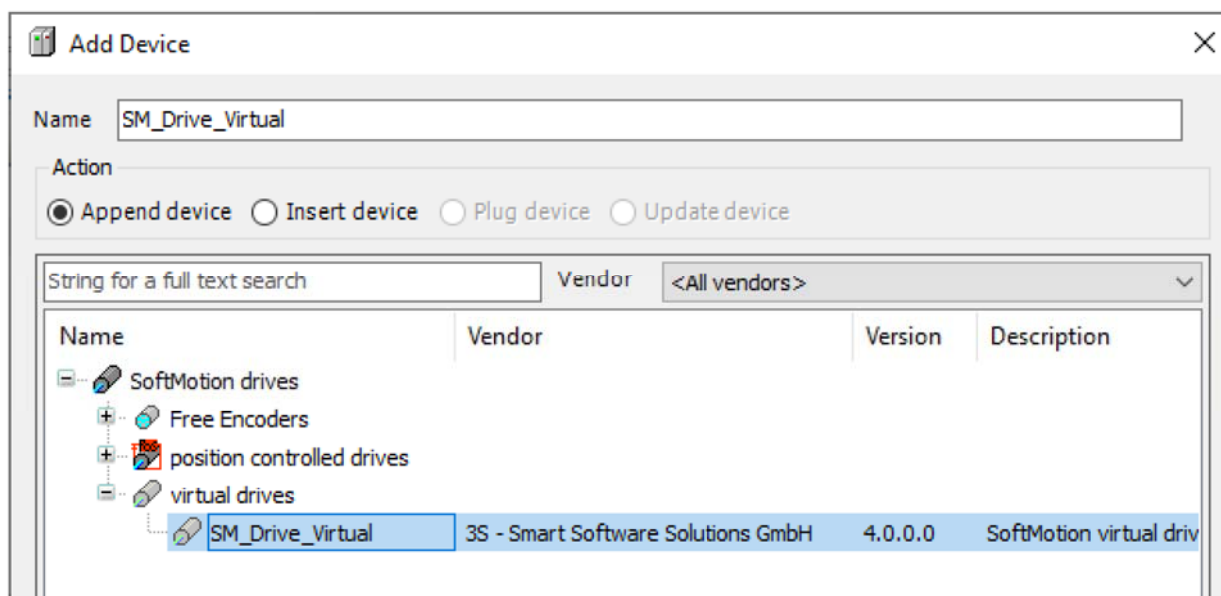 Add Device
Name SM_Drive_Virtual
Action
Append device Insert device Plug device Update device
String for a full text search Vendor <All vendors>
Name Vendor Version Description
SoftMotion drives
Free Encoders
position controlled drives
virtual drives
SM_Drive_Virtual 3S - Smart Software Solutions GmbH 4.0.0.0 SoftMotion virtual driv